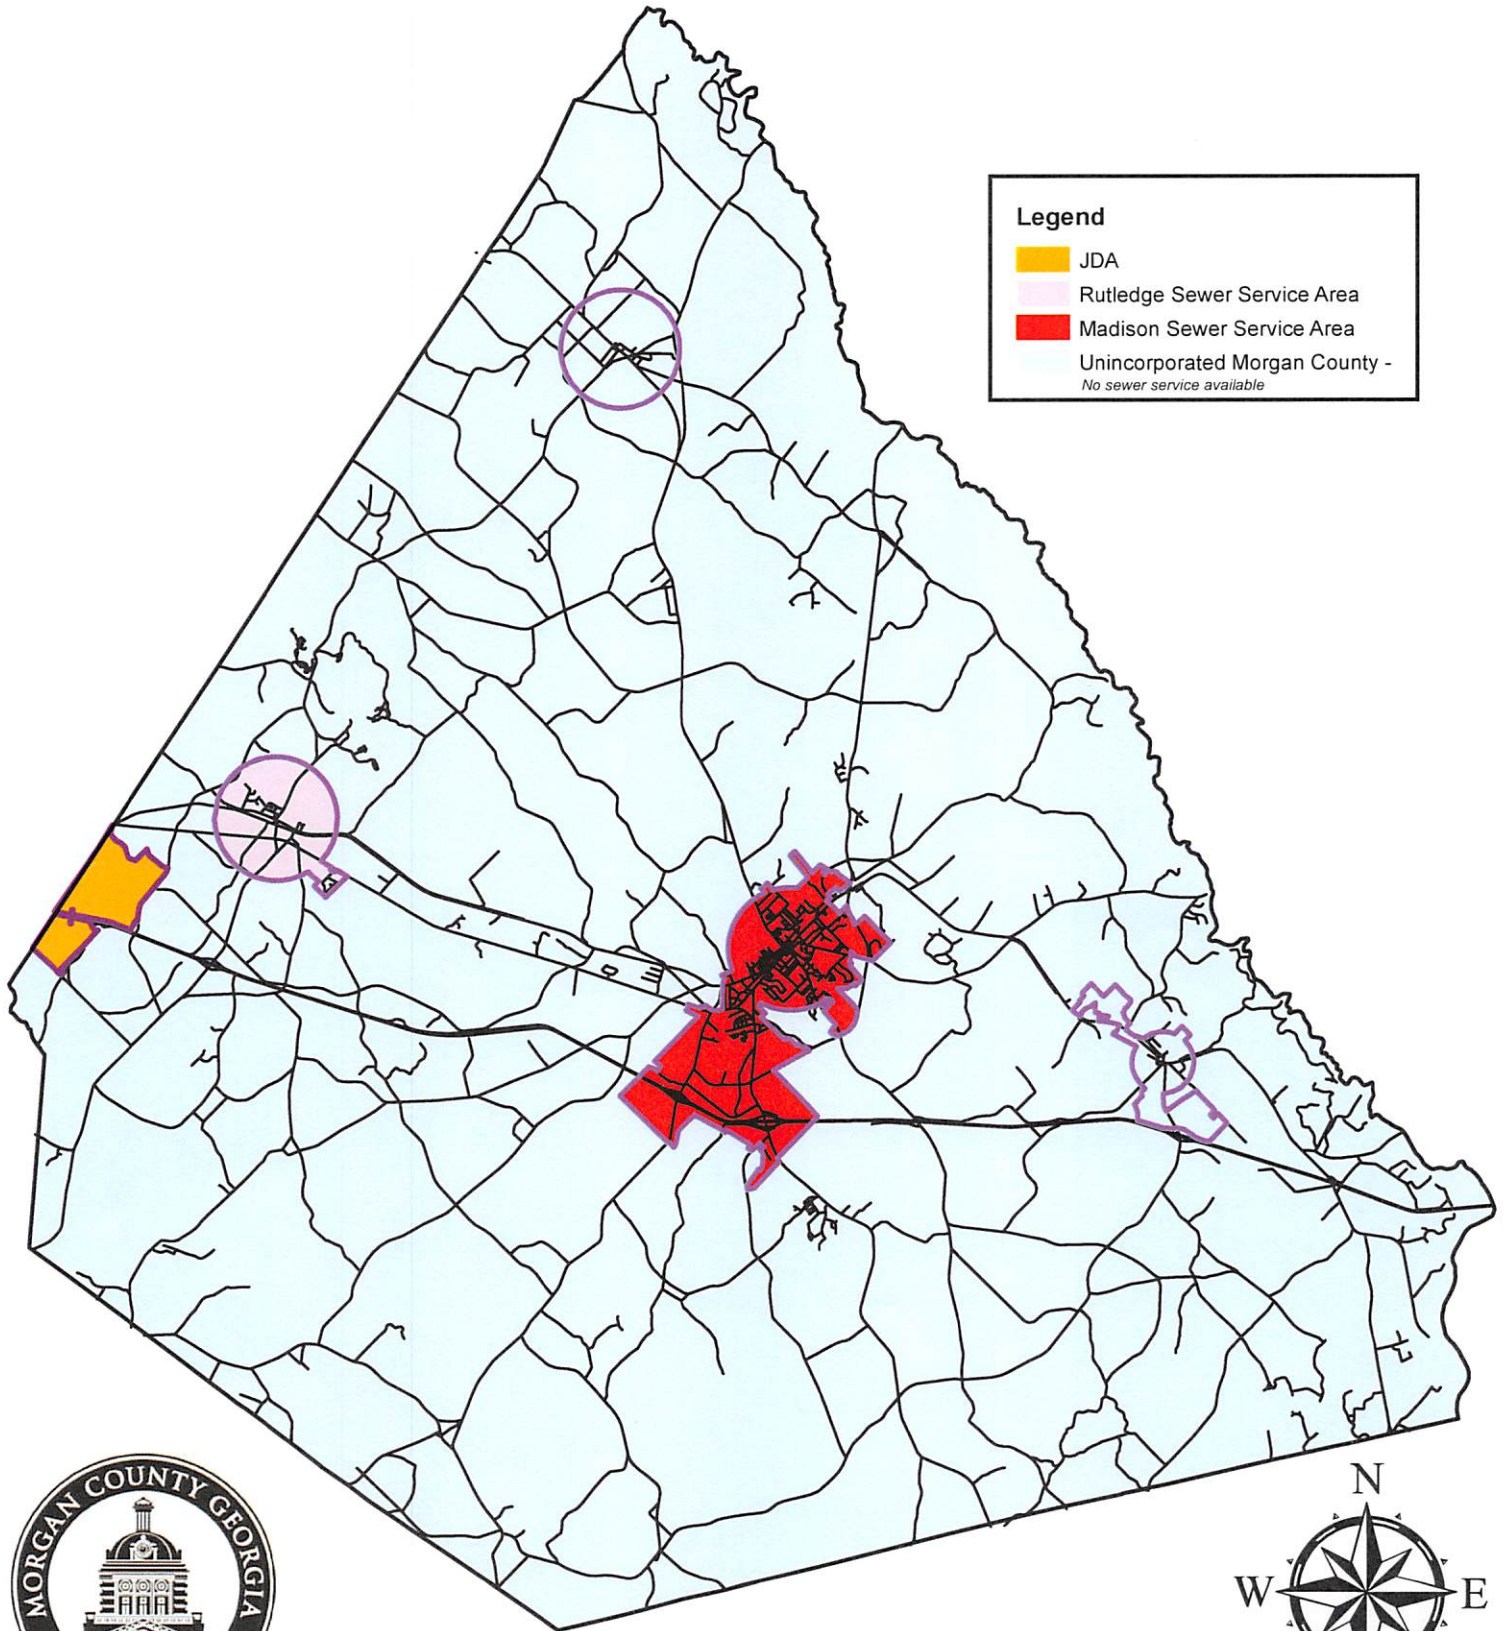 Legend
JDA
Rutledge Sewer Service Area
Madison Sewer Service Area
Unincorporated Morgan County -
No sewer service available
MORGAN COUNTY GEORGIA
N
W
E